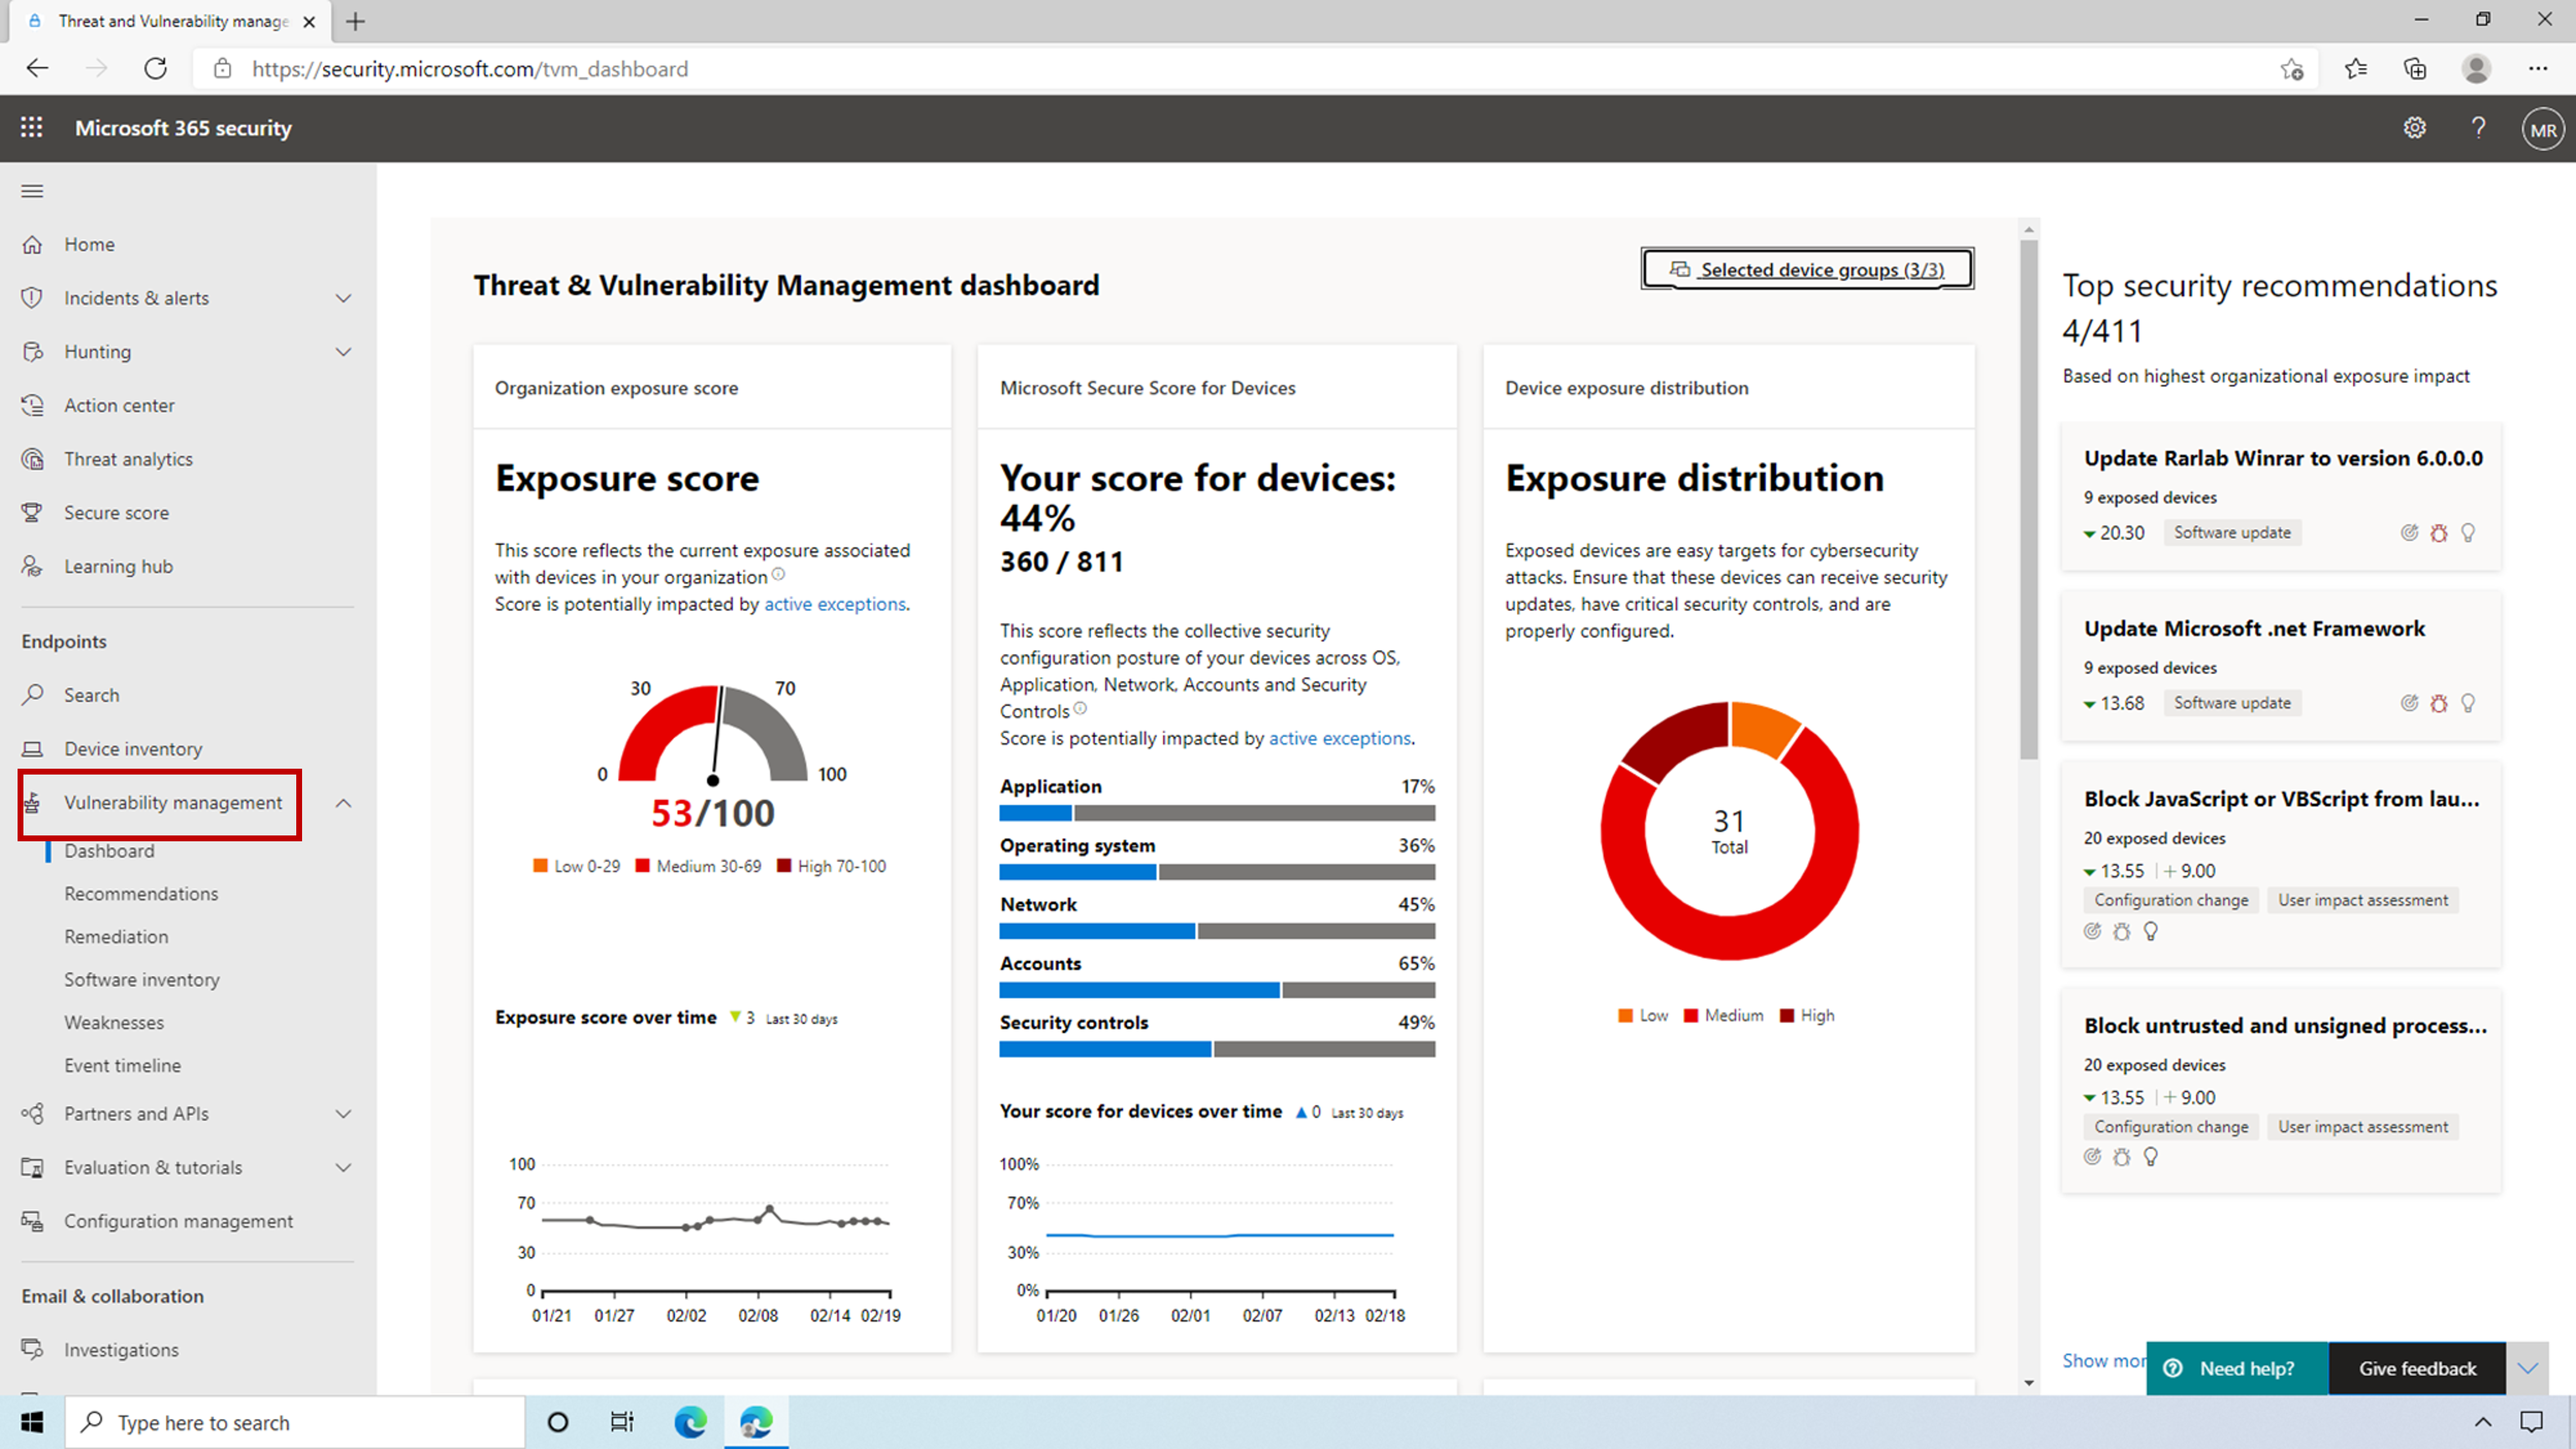 Threat and Vulnerability manage
https://security.microsoft.com/tvm_dashboard
Microsoft 365 security
MR
Home
Incidents & alerts
Hunting
Action center
Threat analytics
Secure score
Learning hub
Endpoints
Search
Device inventory
Vulnerability management
Dashboard
Recommendations
Remediation
Software inventory
Weaknesses
Event timeline
Partners and APIs
Evaluation & tutorials
Configuration management
Email & collaboration
Investigations
Threat & Vulnerability Management dashboard
Selected device groups (3/3)
Organization exposure score
Exposure score
This score reflects the current exposure associated
with devices in your organization
Score is potentially impacted by active exceptions.
30 70
0 100
53/100
Low 0-29 Medium 30-69 High 70-100
Exposure score over time 3 Last 30 days
100
70
30
0
01/21 01/27 02/02 02/08 02/14 02/19
Microsoft Secure Score for Devices
Your score for devices:
44%
360 / 811
This score reflects the collective security
configuration posture of your devices across OS,
Application, Network, Accounts and Security
Controls
Score is potentially impacted by active exceptions.
Application 17%
Operating system 36%
Network 45%
Accounts 65%
Security controls 49%
Your score for devices over time 0 Last 30 days
100%
70%
30%
0%
01/20 01/26 02/01 02/07 02/13 02/18
Device exposure distribution
Exposure distribution
Exposed devices are easy targets for cybersecurity
attacks. Ensure that these devices can receive security
updates, have critical security controls, and are
properly configured.
31
Total
Low Medium High
Top security recommendations
4/411
Based on highest organizational exposure impact
Update Rarlab Winrar to version 6.0.0.0
9 exposed devices
20.30 Software update
Update Microsoft .net Framework
9 exposed devices
13.68 Software update
Block JavaScript or VBScript from lau...
20 exposed devices
13.55 | + 9.00
Configuration change User impact assessment
Block untrusted and unsigned process...
20 exposed devices
13.55 | + 9.00
Configuration change User impact assessment
Show mor
Need help?
Give feedback
Type here to search